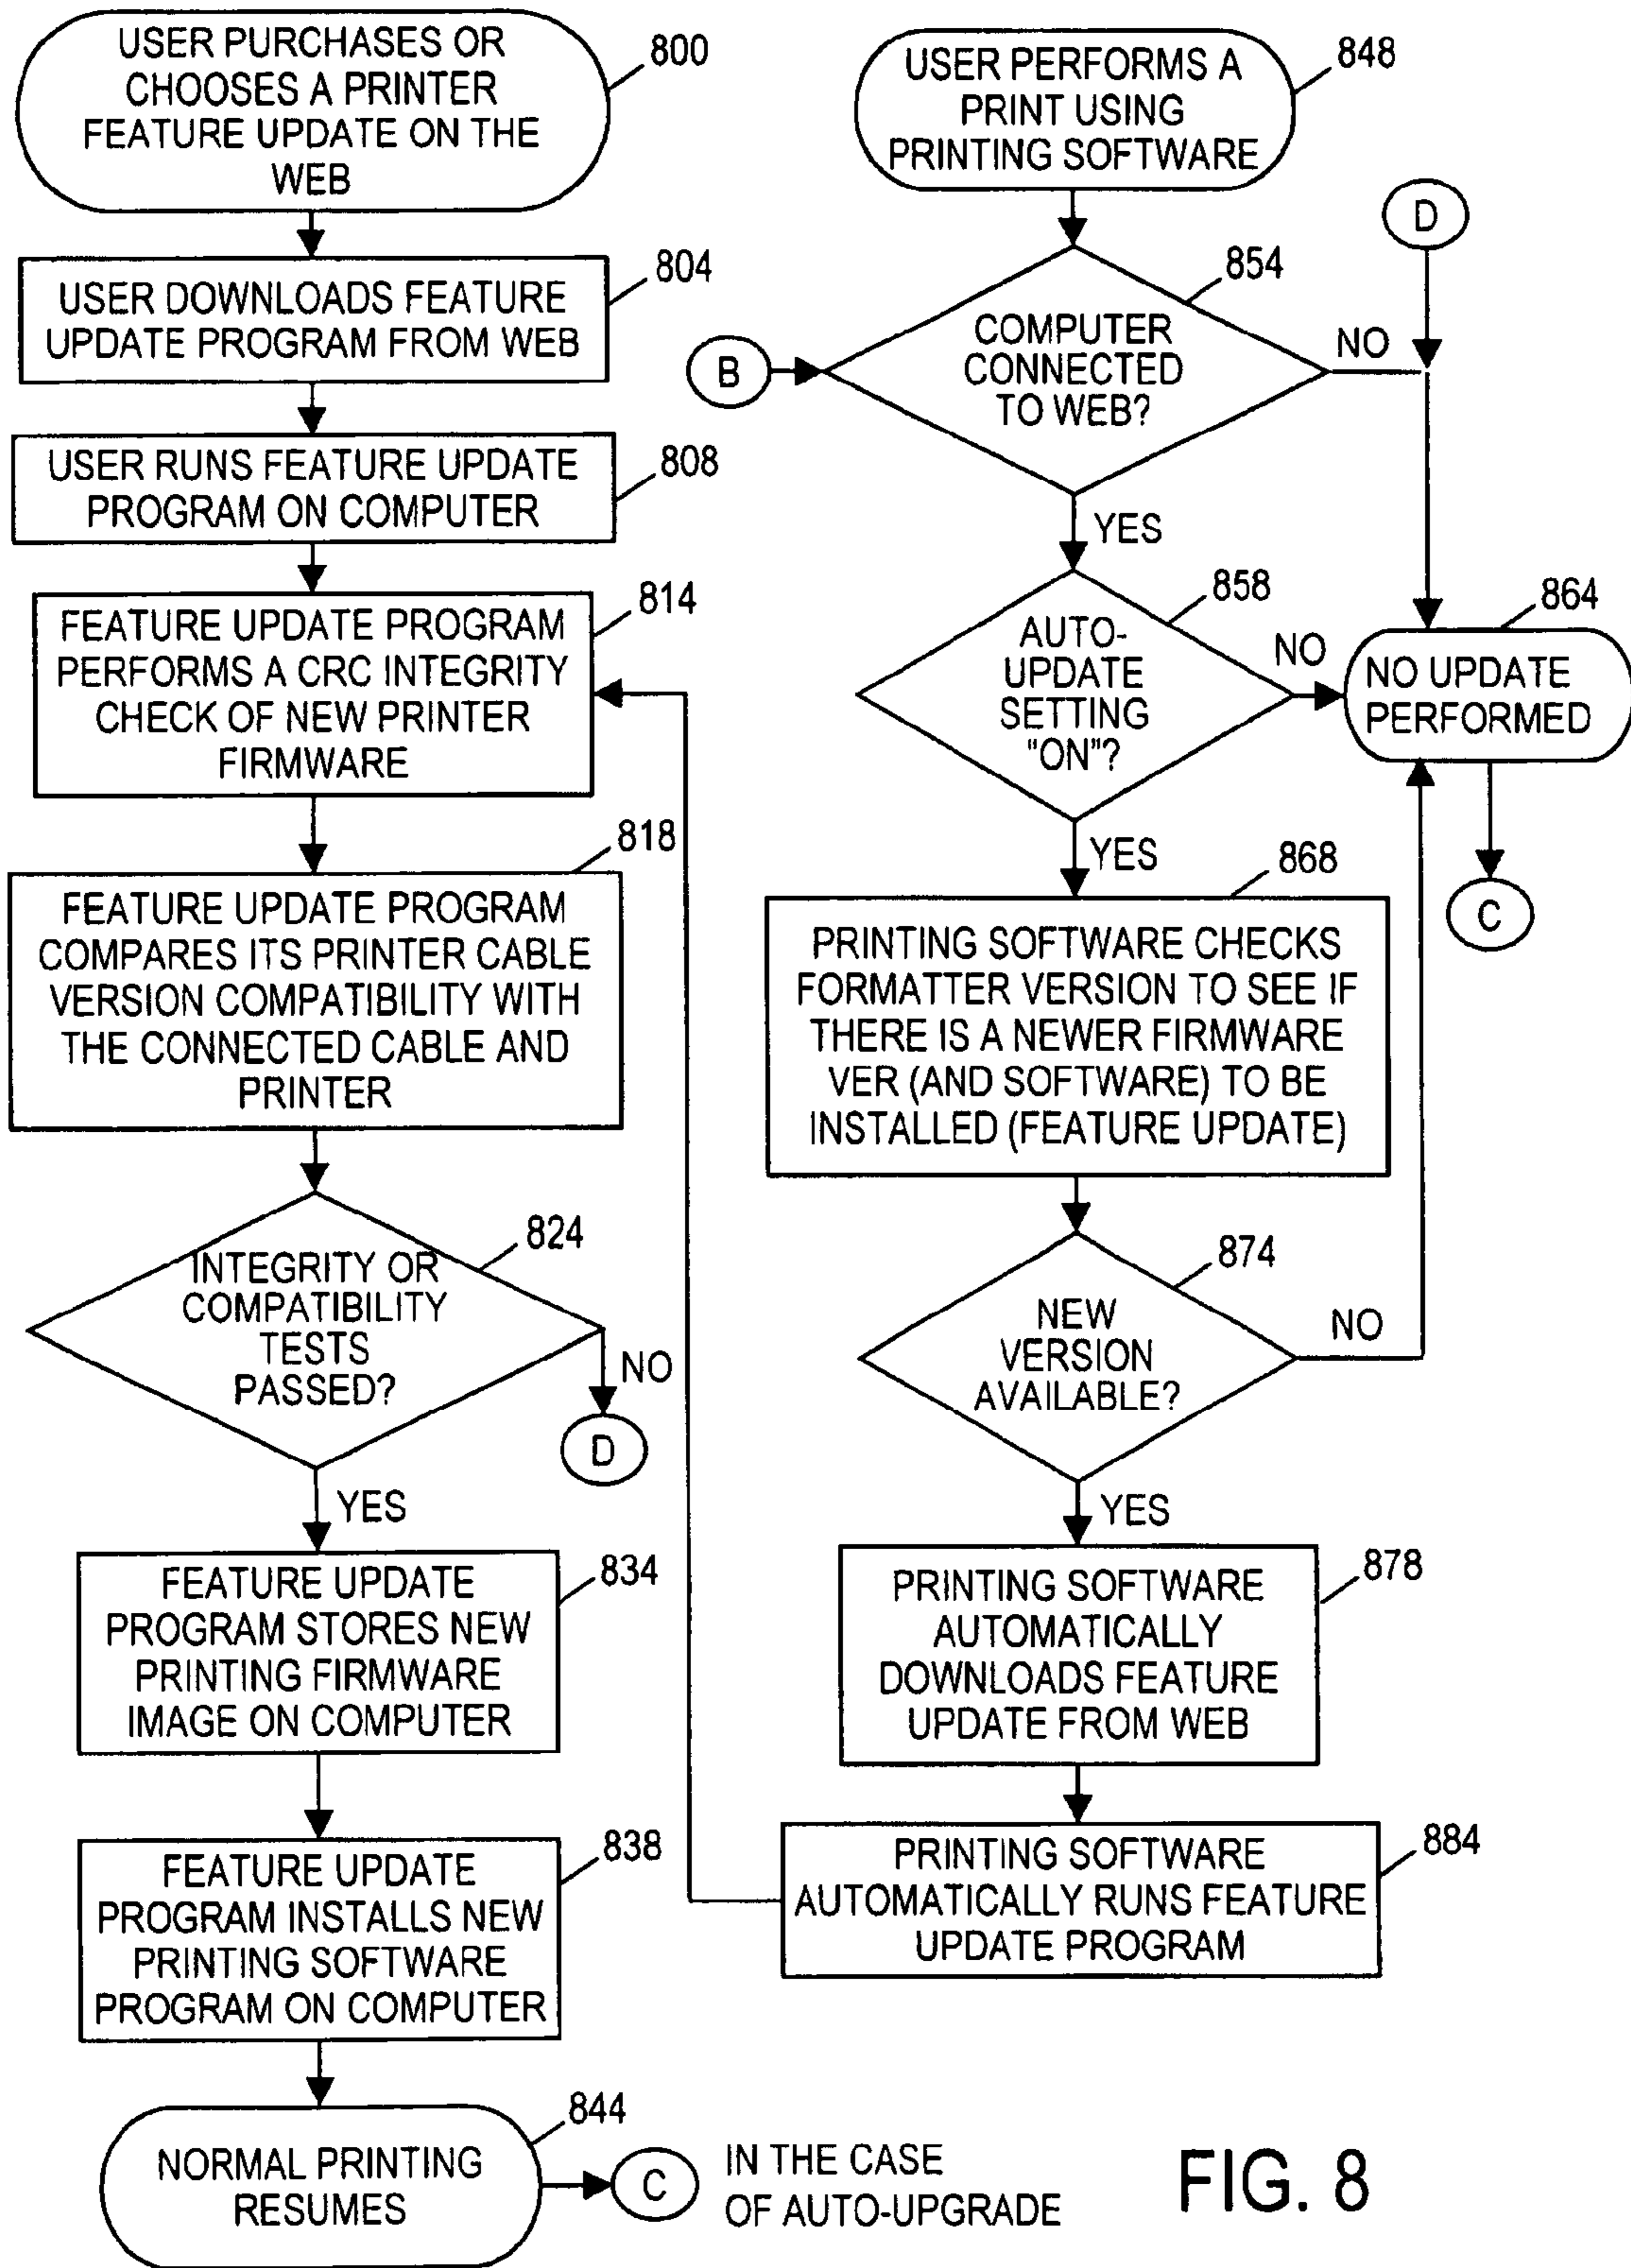 USER PURCHASES OR
CHOOSES A PRINTER
FEATURE UPDATE ON THE
WEB
800
USER DOWNLOADS FEATURE
UPDATE PROGRAM FROM WEB
804
USER RUNS FEATURE UPDATE
PROGRAM ON COMPUTER
808
FEATURE UPDATE PROGRAM
PERFORMS A CRC INTEGRITY
CHECK OF NEW PRINTER
FIRMWARE
814
FEATURE UPDATE PROGRAM
COMPARES ITS PRINTER CABLE
VERSION COMPATIBILITY WITH
THE CONNECTED CABLE AND
PRINTER
818
INTEGRITY OR
COMPATIBILITY
TESTS
PASSED?
824
NO
D
YES
FEATURE UPDATE
PROGRAM STORES NEW
PRINTING FIRMWARE
IMAGE ON COMPUTER
834
FEATURE UPDATE
PROGRAM INSTALLS NEW
PRINTING SOFTWARE
PROGRAM ON COMPUTER
838
NORMAL PRINTING
RESUMES
844
C
IN THE CASE
OF AUTO-UPGRADE
USER PERFORMS A
PRINT USING
PRINTING SOFTWARE
848
D
B
COMPUTER
CONNECTED
TO WEB?
854
NO
YES
AUTO-
UPDATE
SETTING
"ON"?
858
NO
NO UPDATE
PERFORMED
864
C
YES
PRINTING SOFTWARE CHECKS
FORMATTER VERSION TO SEE IF
THERE IS A NEWER FIRMWARE
VER (AND SOFTWARE) TO BE
INSTALLED (FEATURE UPDATE)
868
NEW
VERSION
AVAILABLE?
874
NO
YES
PRINTING SOFTWARE
AUTOMATICALLY
DOWNLOADS FEATURE
UPDATE FROM WEB
878
PRINTING SOFTWARE
AUTOMATICALLY RUNS FEATURE
UPDATE PROGRAM
884
FIG. 8